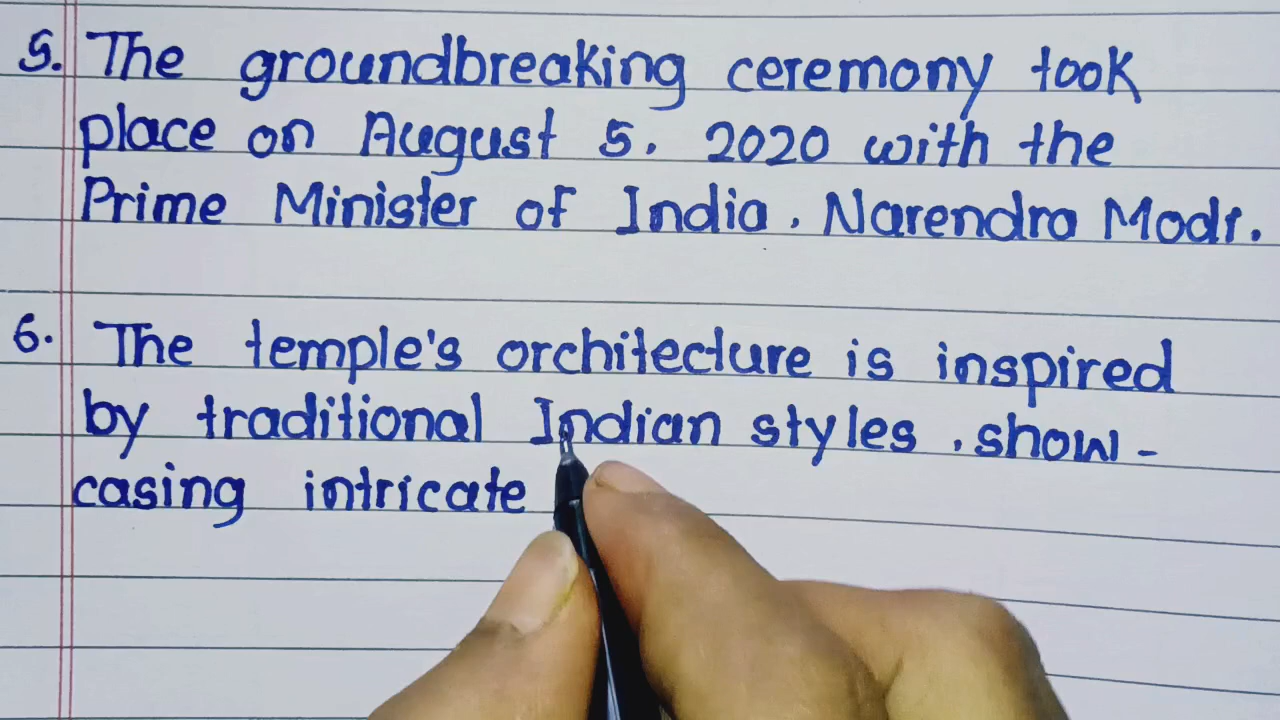 5. The groundbreaking ceremony took
place on August 5, 2020 with the
Prime Minister of India, Narendra Modi.
6. The temple's architecture is inspired
by traditional Indian styles, show-
casing intricate